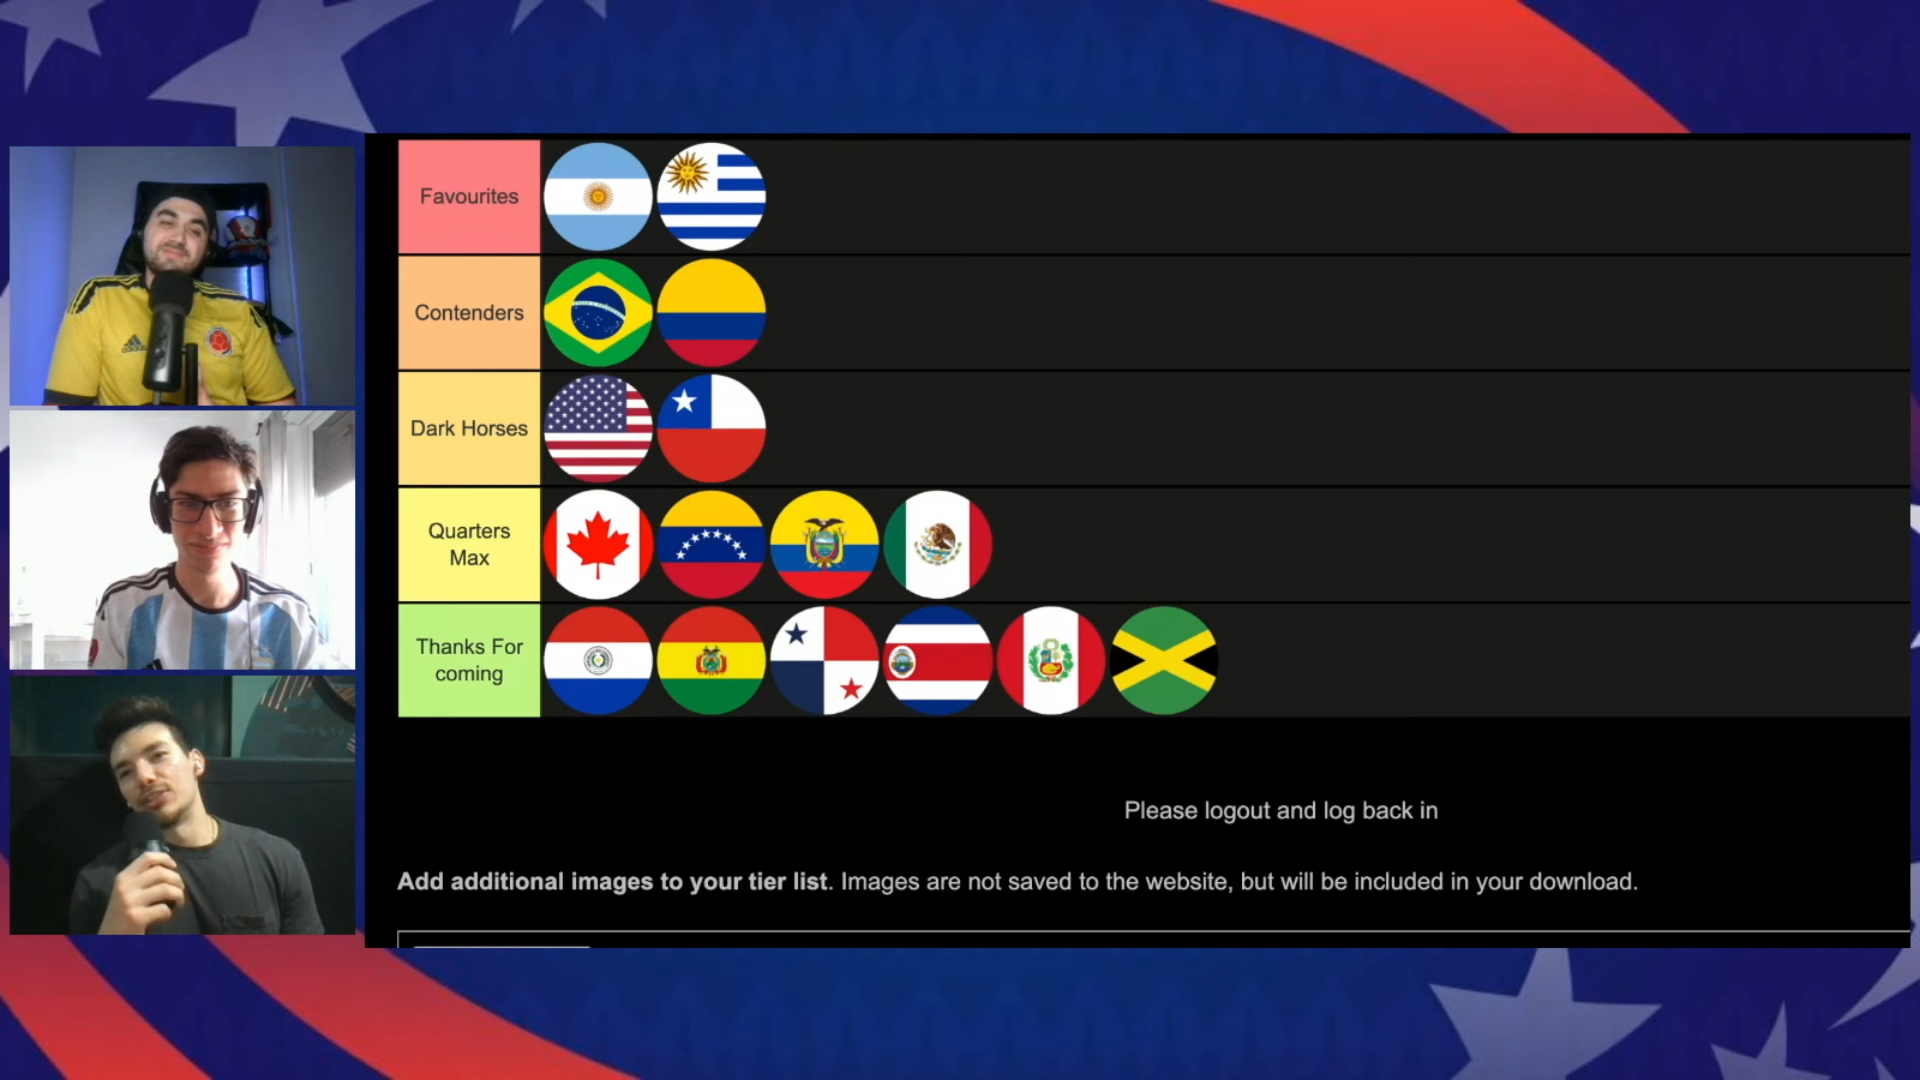 Favourites
Contenders
Dark Horses
Quarters
Max
Thanks For
coming
Please logout and log back in
Add additional images to your tier list. Images are not saved to the website, but will be included in your download.